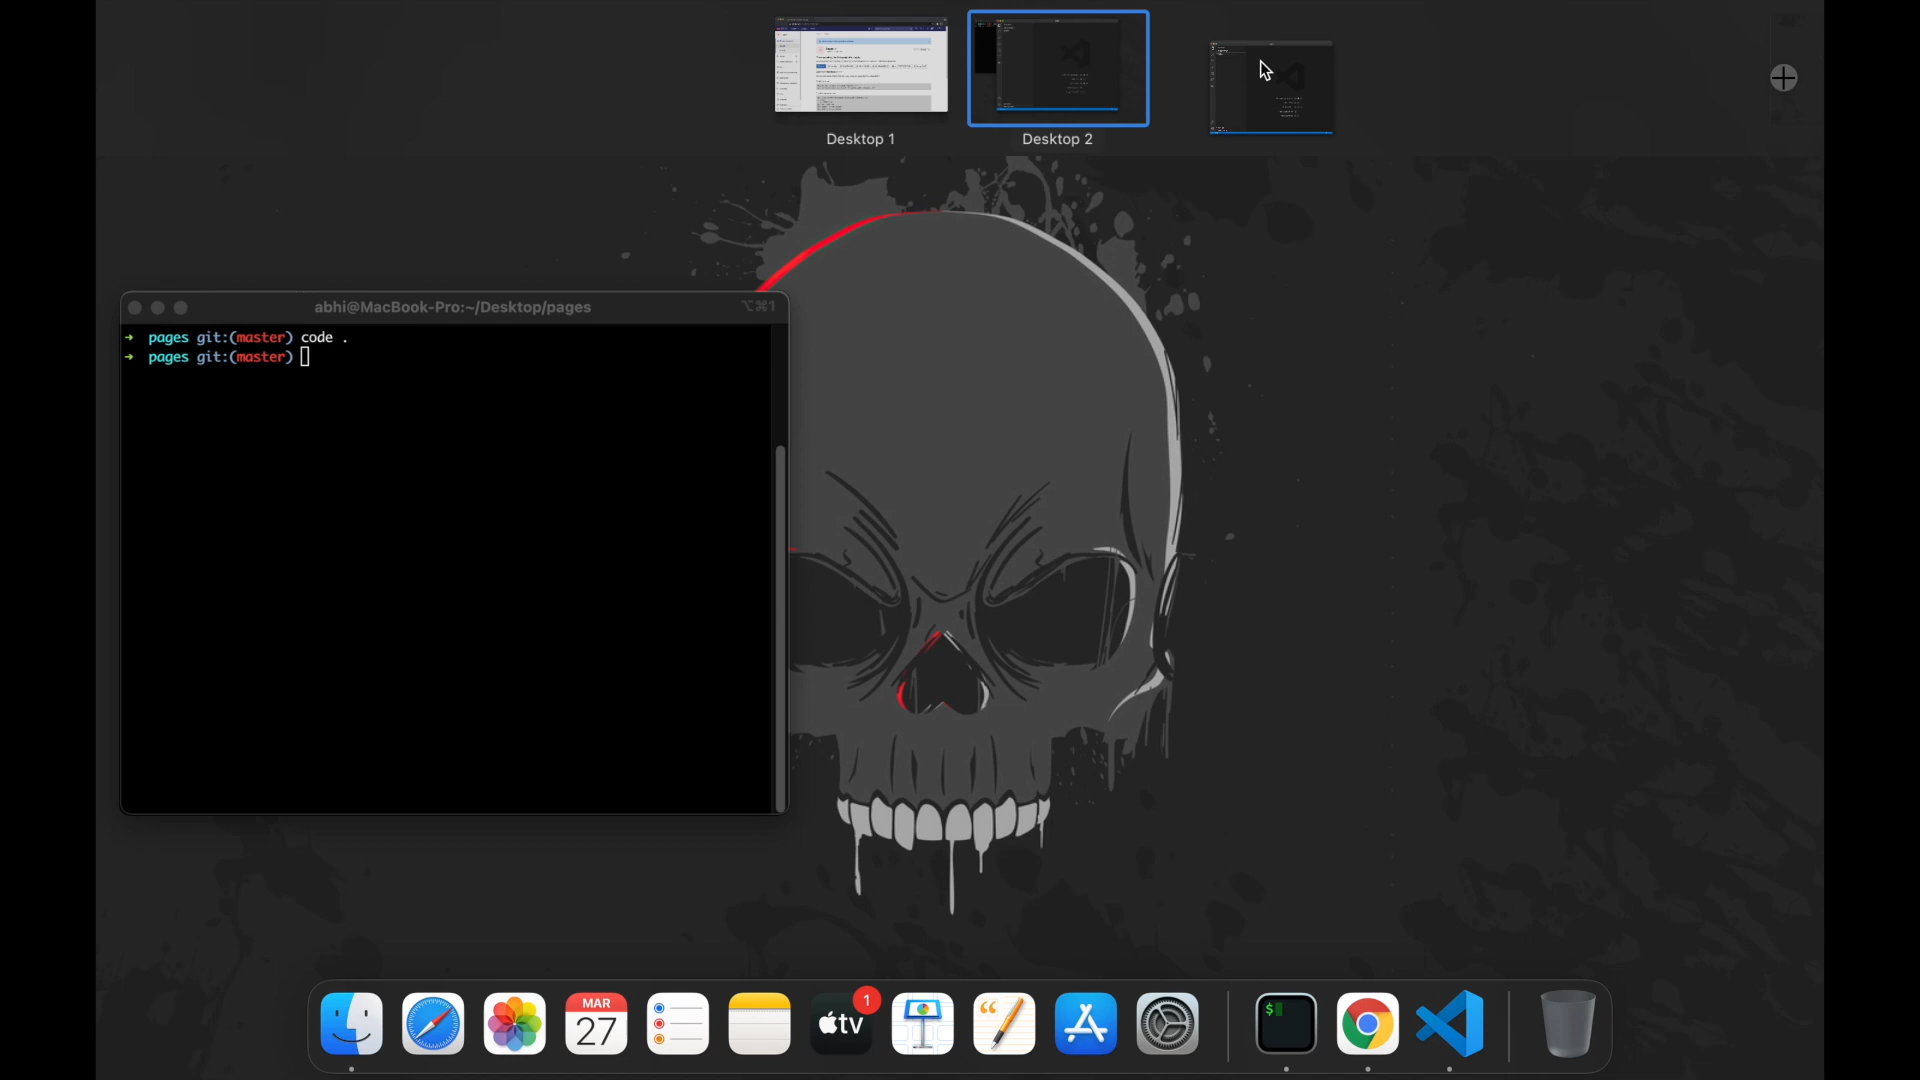 Desktop 1
Desktop 2
abhi@MacBook-Pro:~/Desktop/pages
⌥⌘1
➜ pages git:(master) code .
➜ pages git:(master)
MAR
27
1
tv
$